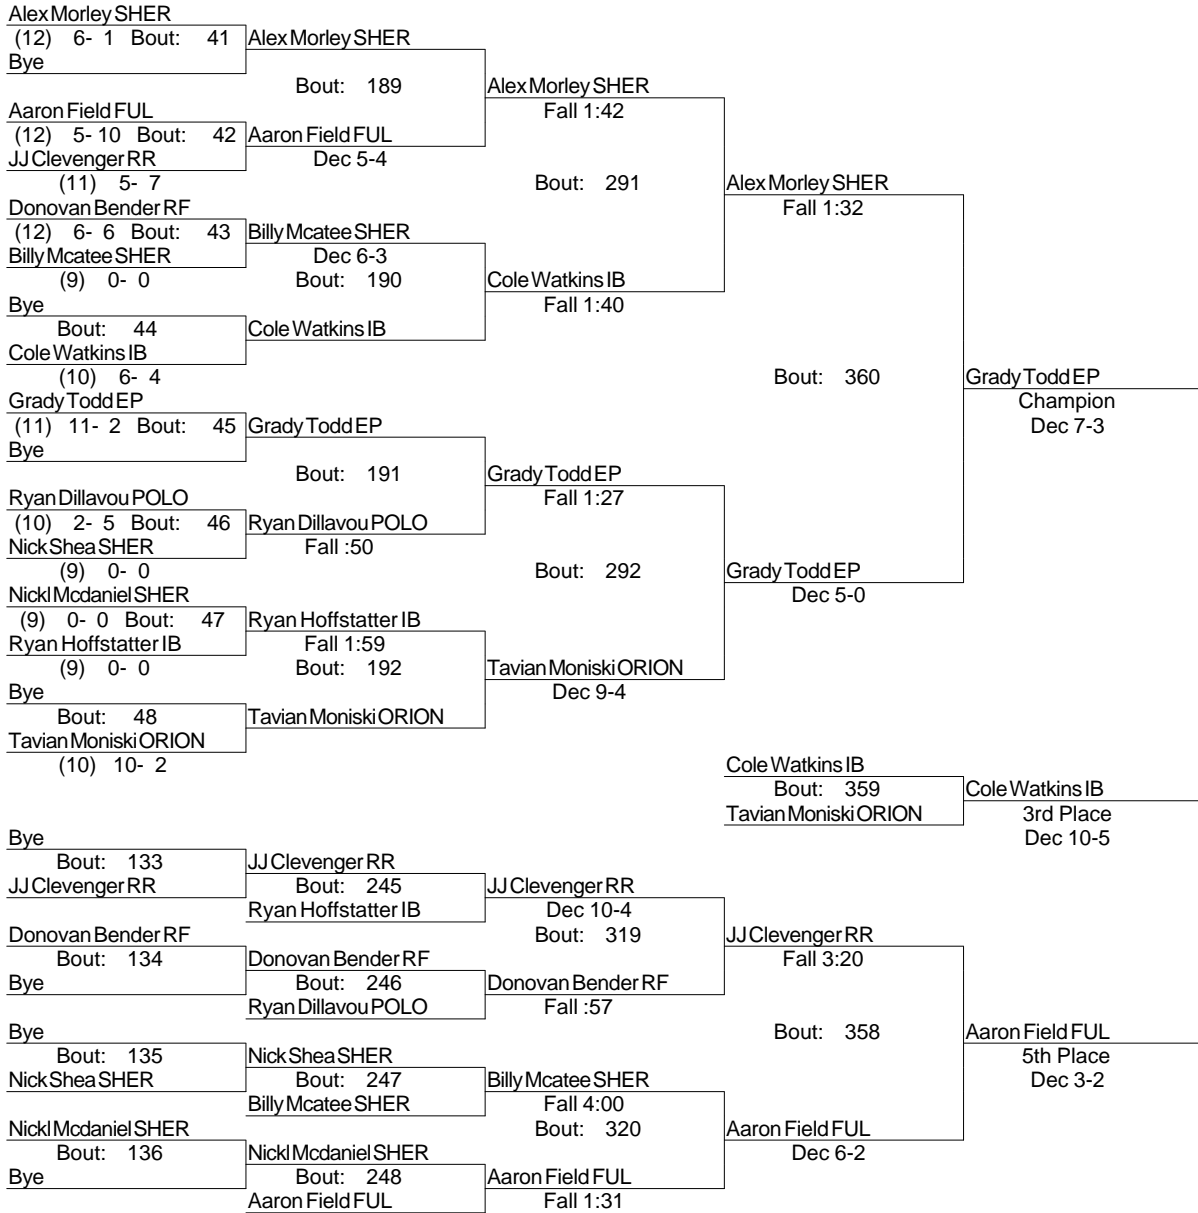 Alex Morley SHER
(12) 6- 1 Bout: 41 Alex Morley SHER
Bye
Bout: 189 Alex Morley SHER
Aaron Field FUL Fall 1:42
(12) 5- 10 Bout: 42 Aaron Field FUL
JJ Clevenger RR Dec 5-4
(11) 5- 7 Bout: 291 Alex Morley SHER
Donovan Bender RF Fall 1:32
(12) 6- 6 Bout: 43 Billy Mcatee SHER
Billy Mcatee SHER Dec 6-3
(9) 0- 0 Bout: 190 Cole Watkins IB
Bye Fall 1:40
Bout: 44 Cole Watkins IB
Cole Watkins IB
(10) 6- 4 Bout: 360 Grady Todd EP
Grady Todd EP Champion
(11) 11- 2 Bout: 45 Grady Todd EP Dec 7-3
Bye
Bout: 191 Grady Todd EP
Ryan Dillavou POLO Fall 1:27
(10) 2- 5 Bout: 46 Ryan Dillavou POLO
Nick Shea SHER Fall :50
(9) 0- 0 Bout: 292 Grady Todd EP
Nickl Mcdaniel SHER Dec 5-0
(9) 0- 0 Bout: 47 Ryan Hoffstatter IB
Ryan Hoffstatter IB Fall 1:59
(9) 0- 0 Bout: 192 Tavian Moniski ORION
Bye Dec 9-4
Bout: 48 Tavian Moniski ORION
Tavian Moniski ORION
(10) 10- 2 Cole Watkins IB
Bout: 359 Cole Watkins IB
Tavian Moniski ORION 3rd Place
Bye Dec 10-5
Bout: 133 JJ Clevenger RR
JJ Clevenger RR Bout: 245 JJ Clevenger RR
Ryan Hoffstatter IB Dec 10-4
Donovan Bender RF Bout: 319 JJ Clevenger RR
Bout: 134 Donovan Bender RF Fall 3:20
Bye Bout: 246 Donovan Bender RF
Ryan Dillavou POLO Fall :57
Bye Bout: 358 Aaron Field FUL
Bout: 135 Nick Shea SHER 5th Place
Nick Shea SHER Bout: 247 Billy Mcatee SHER Dec 3-2
Billy Mcatee SHER Fall 4:00
Nickl Mcdaniel SHER Bout: 320 Aaron Field FUL
Bout: 136 Nickl Mcdaniel SHER Dec 6-2
Bye Bout: 248 Aaron Field FUL
Aaron Field FUL Fall 1:31